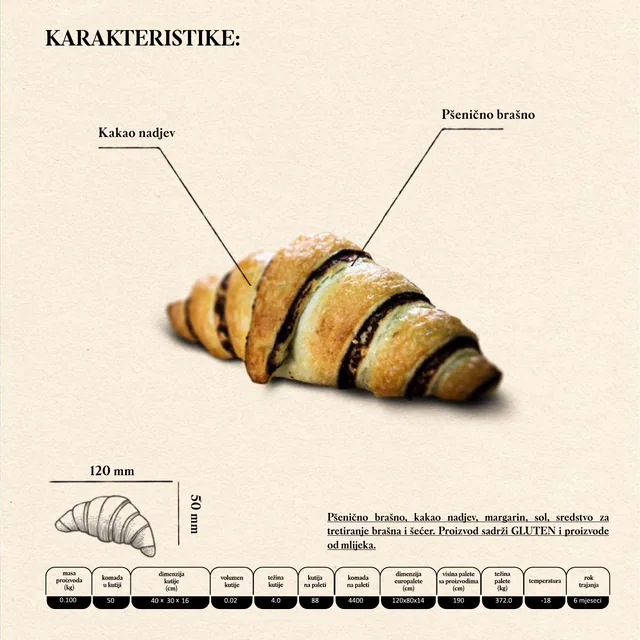 KARAKTERISTIKE:
Pšenično brašno
Kakao nadjev
120 mm
50 mm
Pšenično brašno, kakao nadjev, margarin, sol, sredstvo za
tretiranje brašna i šećer. Proizvod sadrži GLUTEN i proizvode
od mlijeka.
masa proizvoda (kg) komada u kutiji dimenzija kutije (cm) volumen kutije težina kutije kutija na paleti komada na paleti dimenzija europalete (cm) visina palete sa proizvodima (cm) težina palete (kg) temperatura rok trajanja
0.100 50 40 × 30 × 16 0.02 4.0 88 4400 120x80x14 190 372.0 -18 6 mjeseci